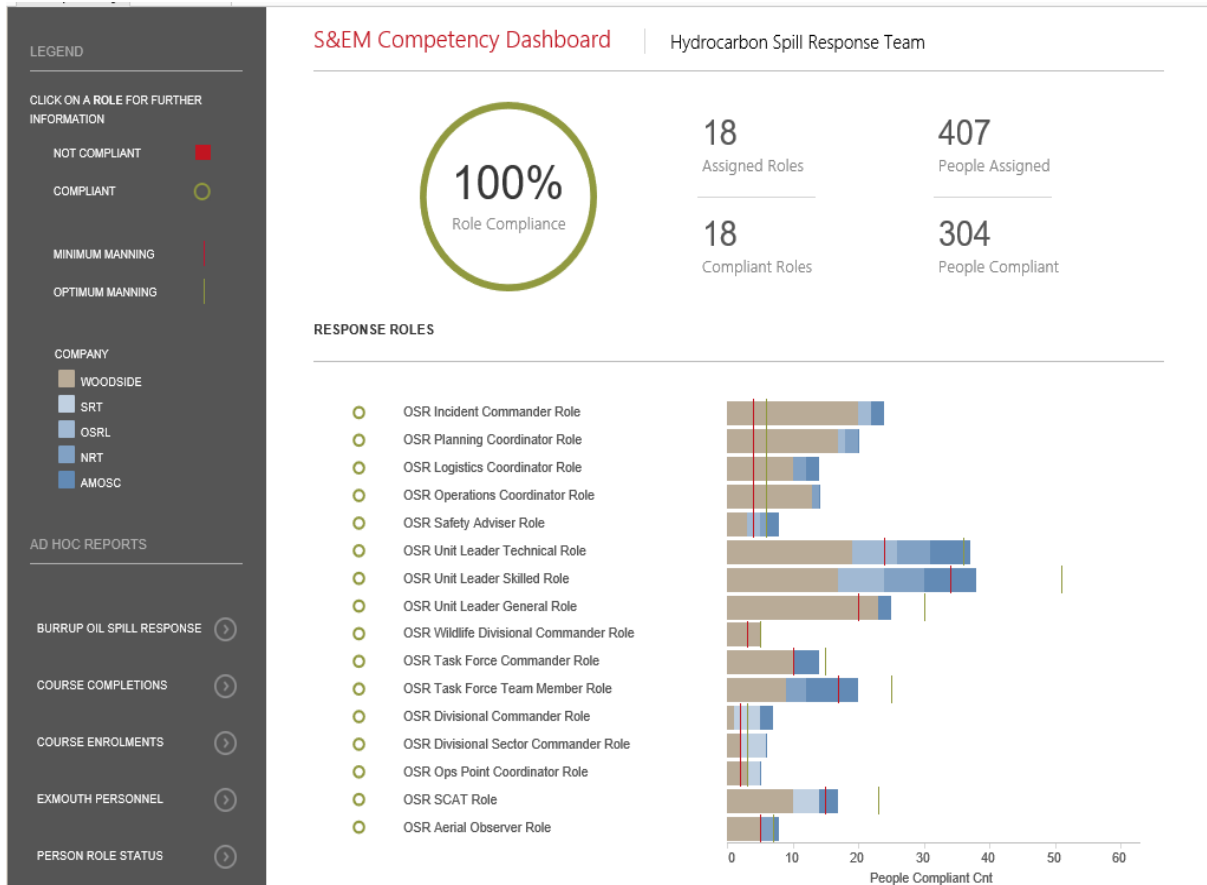 LEGEND
CLICK ON A ROLE FOR FURTHER
INFORMATION
NOT COMPLIANT
COMPLIANT
MINIMUM MANNING
OPTIMUM MANNING
COMPANY
WOODSIDE
SRT
OSRL
NRT
AMOSC
AD HOC REPORTS
BURRUP OIL SPILL RESPONSE
COURSE COMPLETIONS
COURSE ENROLMENTS
EXMOUTH PERSONNEL
PERSON ROLE STATUS
S&EM Competency Dashboard
Hydrocarbon Spill Response Team
100%
Role Compliance
18
Assigned Roles
407
People Assigned
18
Compliant Roles
304
People Compliant
RESPONSE ROLES
OSR Incident Commander Role
OSR Planning Coordinator Role
OSR Logistics Coordinator Role
OSR Operations Coordinator Role
OSR Safety Adviser Role
OSR Unit Leader Technical Role
OSR Unit Leader Skilled Role
OSR Unit Leader General Role
OSR Wildlife Divisional Commander Role
OSR Task Force Commander Role
OSR Task Force Team Member Role
OSR Divisional Commander Role
OSR Divisional Sector Commander Role
OSR Ops Point Coordinator Role
OSR SCAT Role
OSR Aerial Observer Role
0 10 20 30 40 50 60
People Compliant Cnt